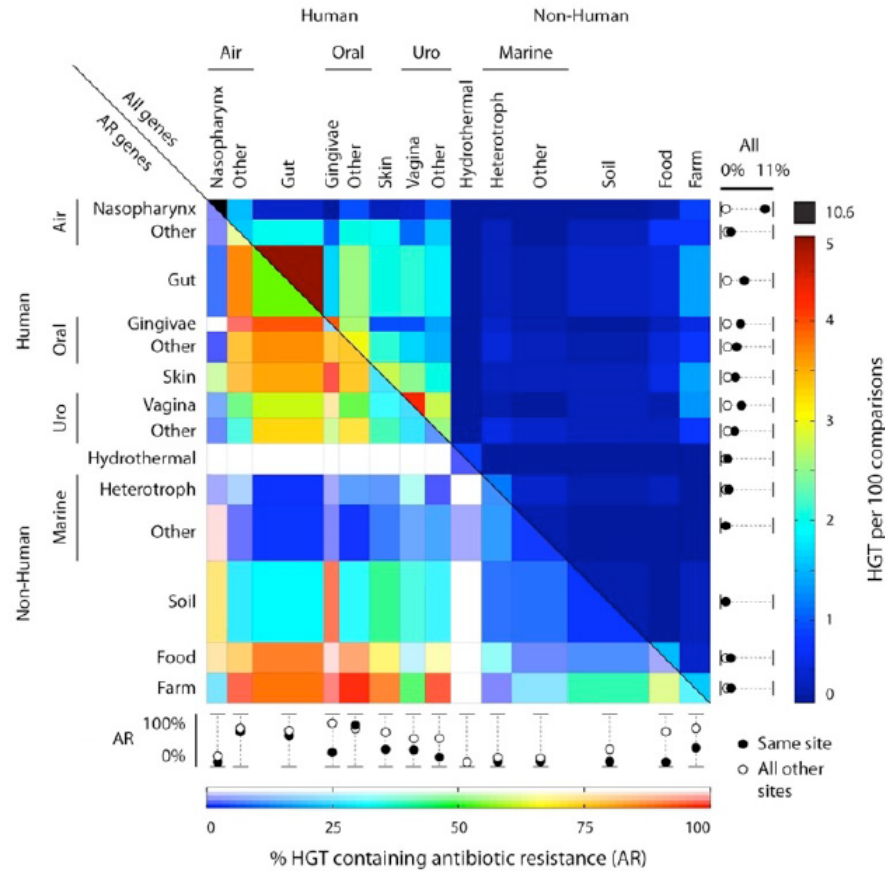 Human Non-Human
Air Oral Uro Marine
All genes
AR genes
Nasopharynx Other Gut Gingivae Other Skin Vagina Other Hydrothermal Heterotroph Other Soil Food Farm
All
0% 11%
Nasopharynx
Other
Gut
Gingivae
Other
Skin
Vagina
Other
Hydrothermal
Heterotroph
Other
Soil
Food
Farm
Air
Oral
Uro
Marine
Human
Non-Human
10.6
5
4
3
2
1
0
HGT per 100 comparisons
AR
100%
0%
Same site
All other
sites
0 25 50 75 100
% HGT containing antibiotic resistance (AR)